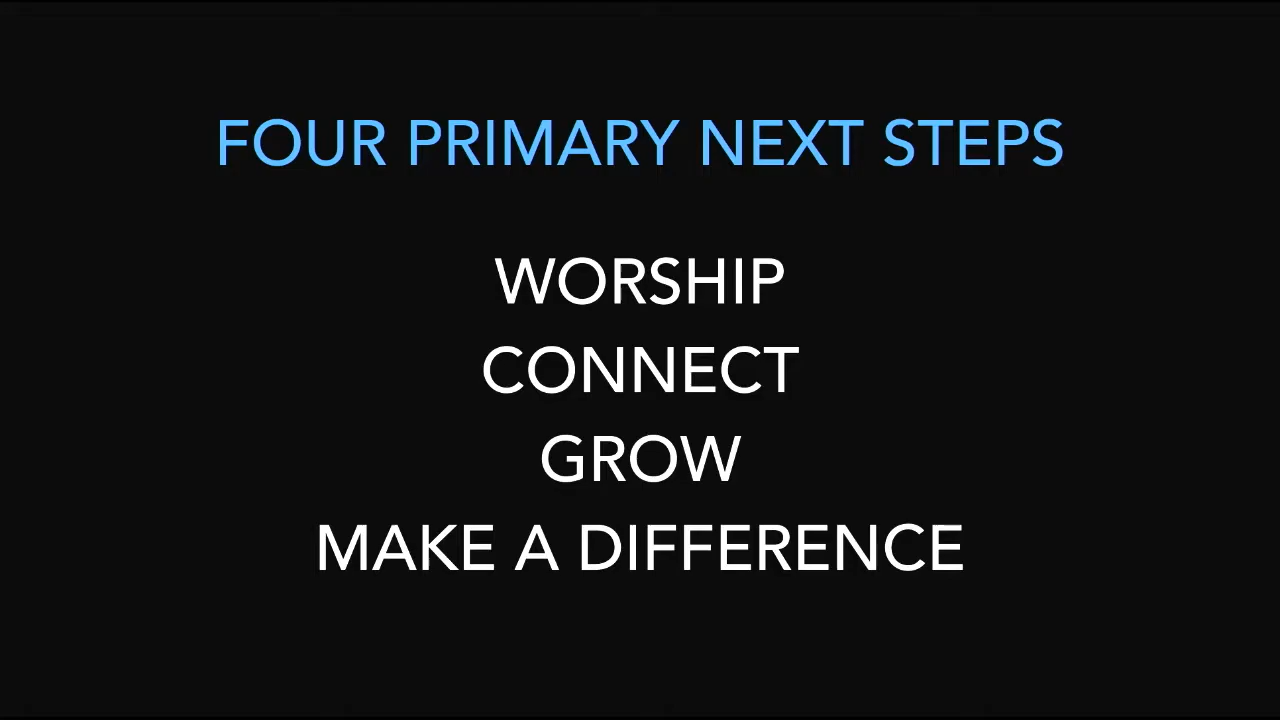 FOUR PRIMARY NEXT STEPS
WORSHIP
CONNECT
GROW
MAKE A DIFFERENCE